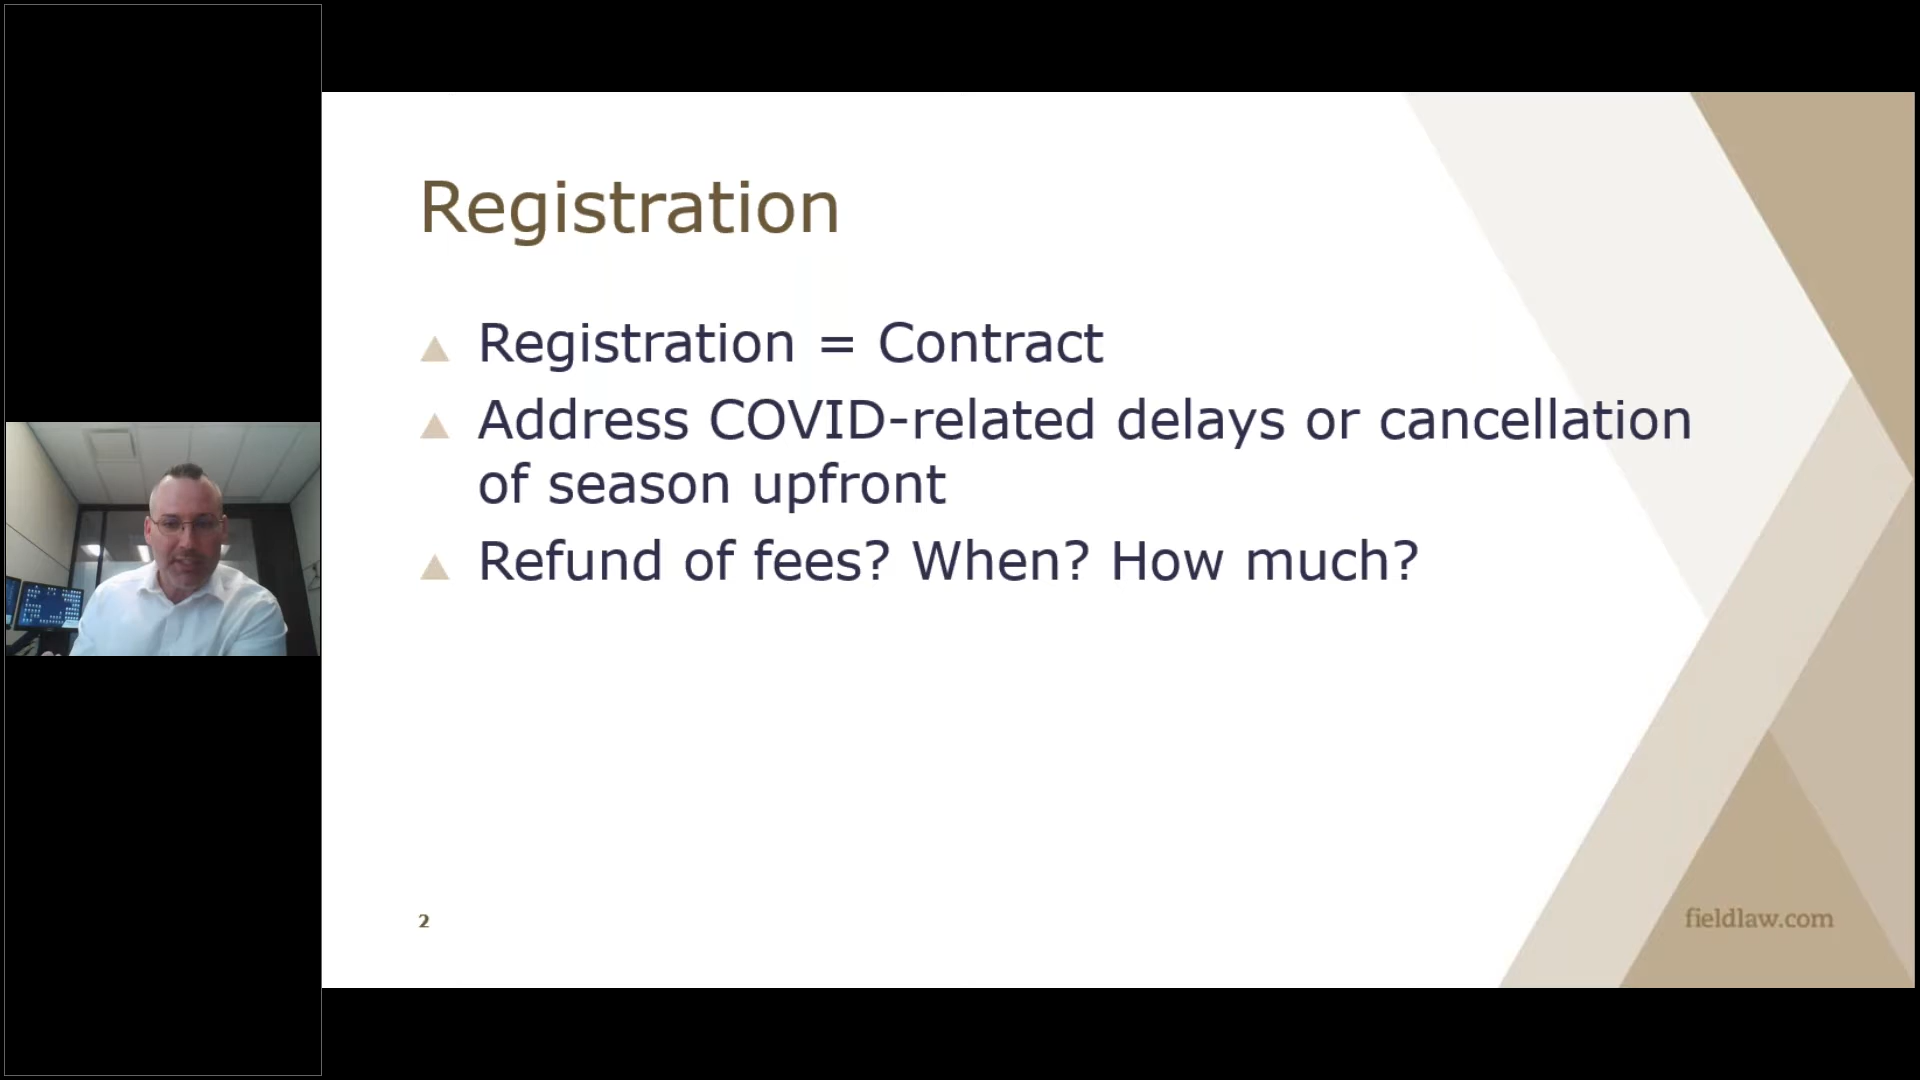 Registration
Registration = Contract
Address COVID-related delays or cancellation
of season upfront
Refund of fees? When? How much?
2
fieldlaw.com